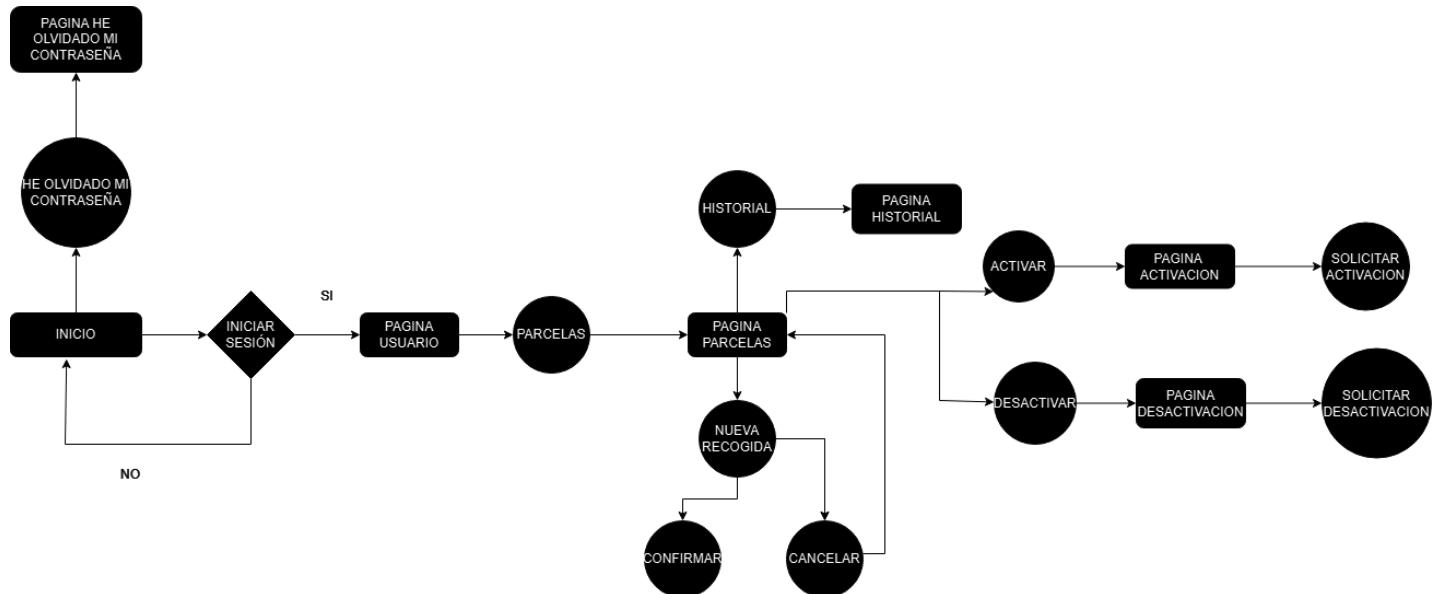 PAGINA HE
OLVIDADO MI
CONTRASEÑA
HE OLVIDADO MI
CONTRASEÑA
INICIO
INICIAR
SESIÓN
SI
NO
PAGINA
USUARIO
PARCELAS
PAGINA
PARCELAS
HISTORIAL
PAGINA
HISTORIAL
NUEVA
RECOGIDA
CONFIRMAR
CANCELAR
ACTIVAR
PAGINA
ACTIVACION
SOLICITAR
ACTIVACION
DESACTIVAR
PAGINA
DESACTIVACION
SOLICITAR
DESACTIVACION